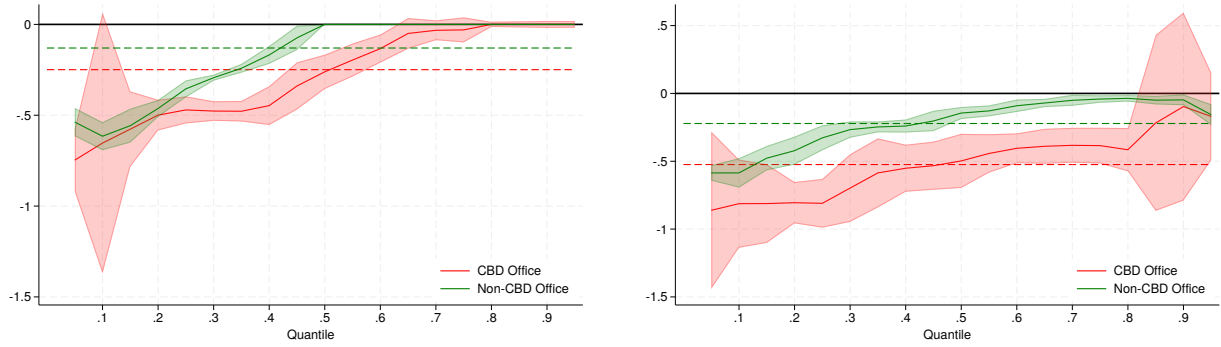 0
-.5
-1
-1.5
.1 .2 .3 .4 .5 .6 .7 .8 .9
Quantile
CBD Office
Non-CBD Office
.5
0
-.5
-1
-1.5
.1 .2 .3 .4 .5 .6 .7 .8 .9
Quantile
CBD Office
Non-CBD Office